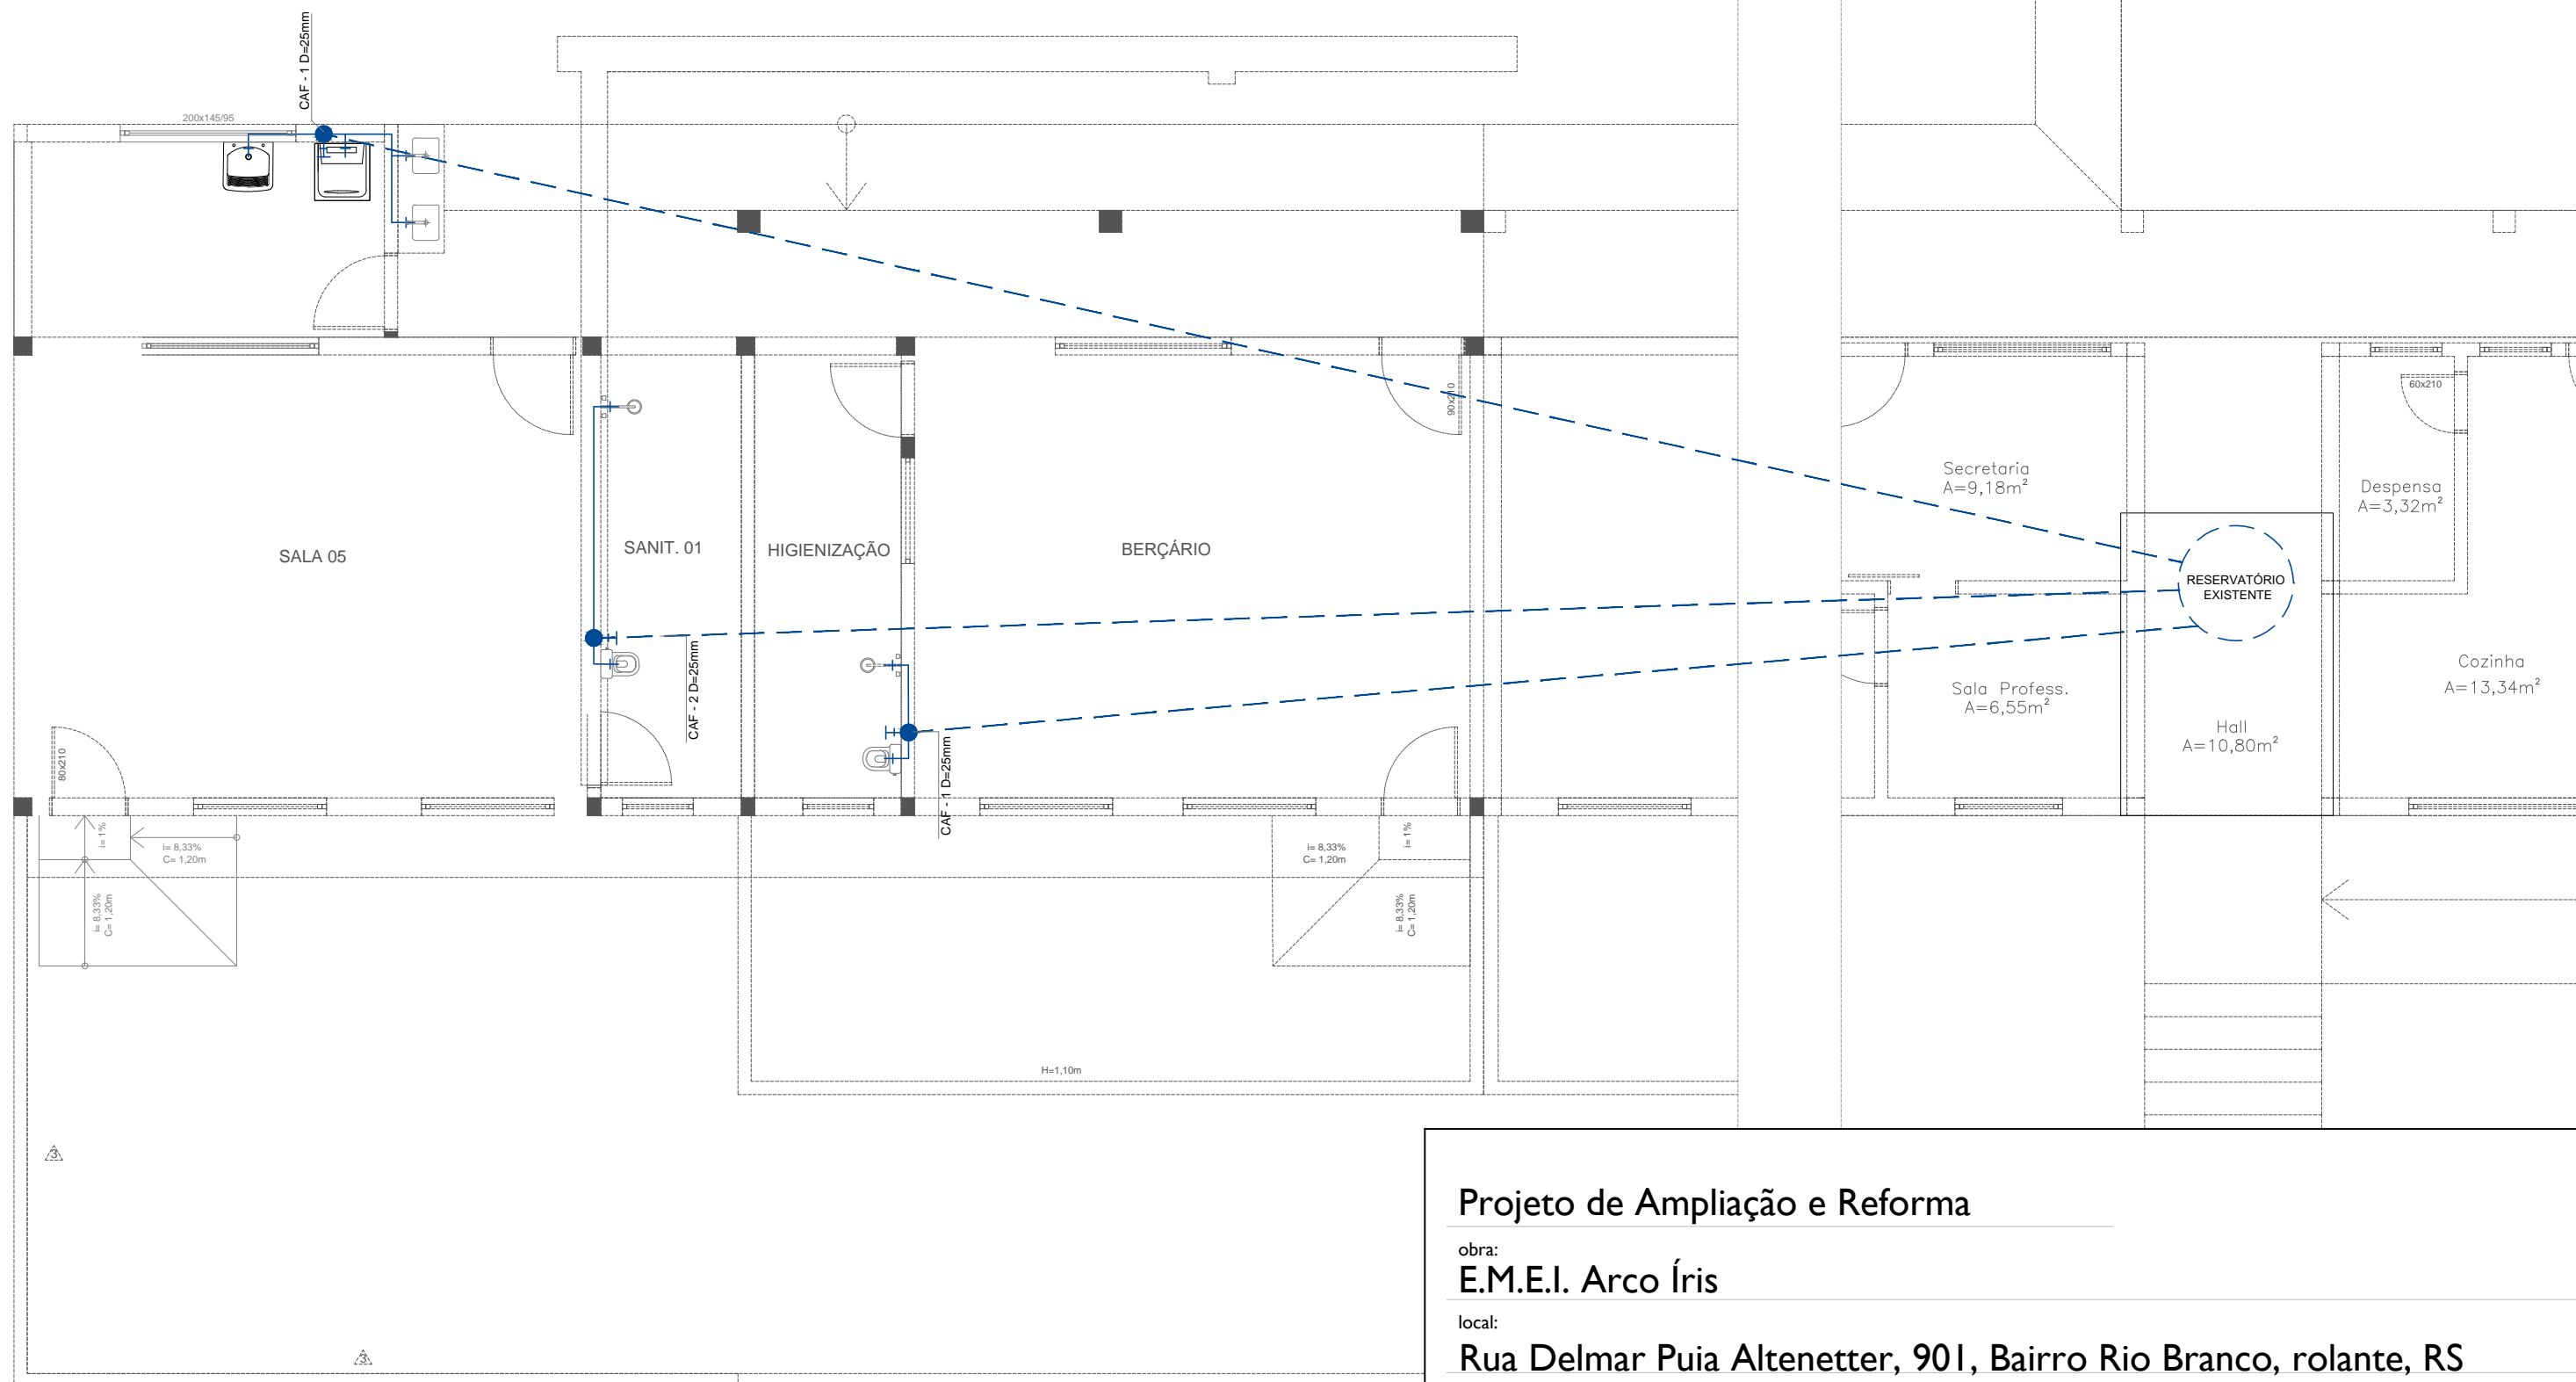 CAF - 1 D=25mm
200x145/95
90x210
60x210
Secretaria
A=9,18m²
Despensa
A=3,32m²
SALA 05
SANIT. 01
HIGIENIZAÇÃO
BERÇÁRIO
RESERVATÓRIO
EXISTENTE
CAF - 2 D=25mm
Cozinha
A=13,34m²
Sala Profess.
A=6,55m²
Hall
A=10,80m²
80x210
CAF - 1 D=25mm
i= 1%
i= 8,33%
C= 1,20m
i= 8,33%
C= 1,20m
i= 8,33%
C= 1,20m
i= 1%
i= 8,33%
C= 1,20m
H=1,10m
3
3
Projeto de Ampliação e Reforma
obra:
E.M.E.I. Arco Íris
local:
Rua Delmar Puia Altenetter, 901, Bairro Rio Branco, rolante, RS